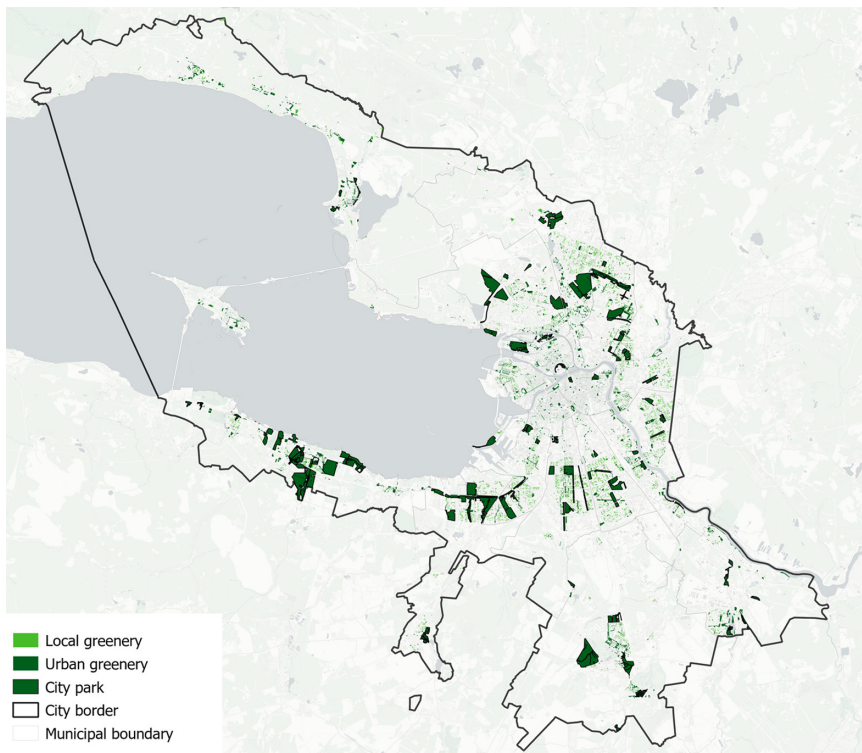 Local greenery
Urban greenery
City park
City border
Municipal boundary